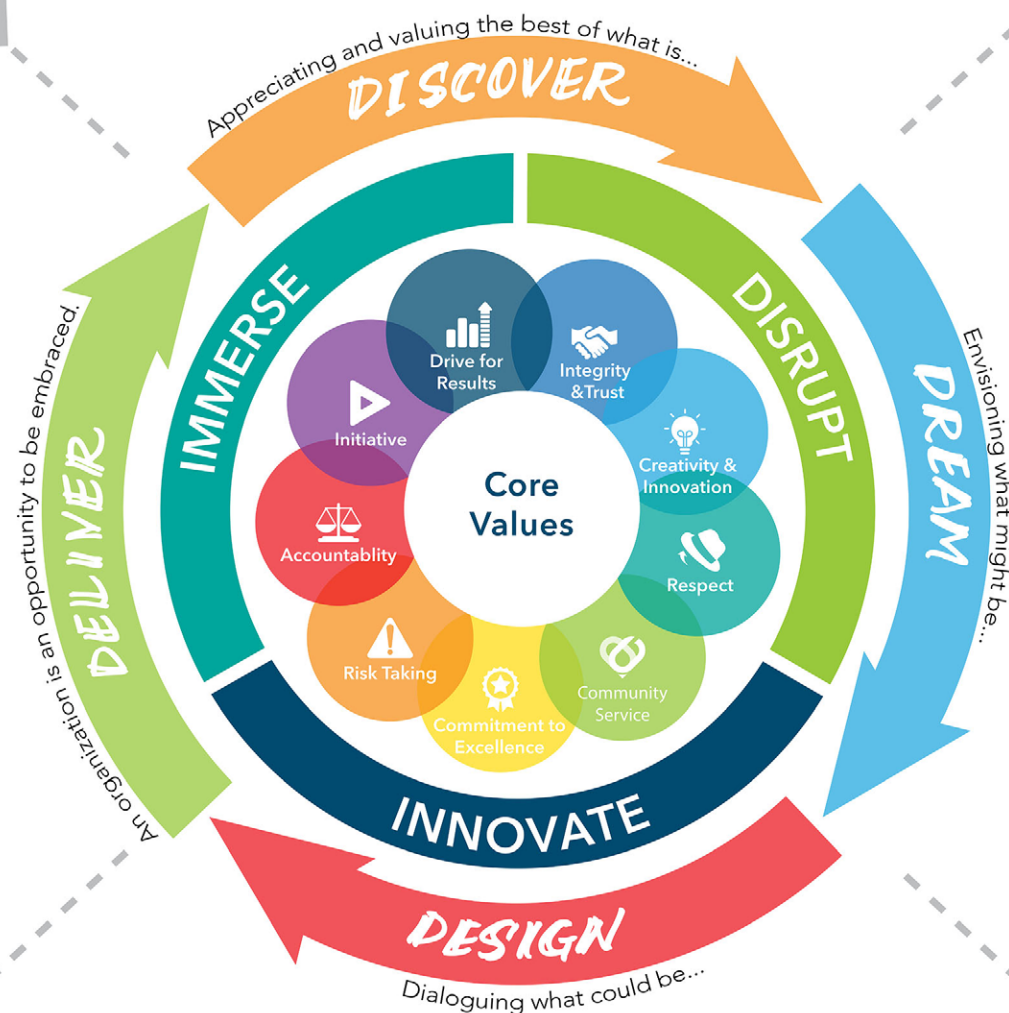 Appreciating and valuing the best of what is...
DISCOVER
Envisioning what might be...
DREAM
Dialoguing what could be...
DESIGN
An organization is an opportunity to be embraced.
DELIVER
IMMERSE
DISRUPT
INNOVATE
Core
Values
Drive for
Results
Integrity
&Trust
Creativity &
Innovation
Respect
Community
Service
Commitment to
Excellence
Risk Taking
Accountablity
Initiative